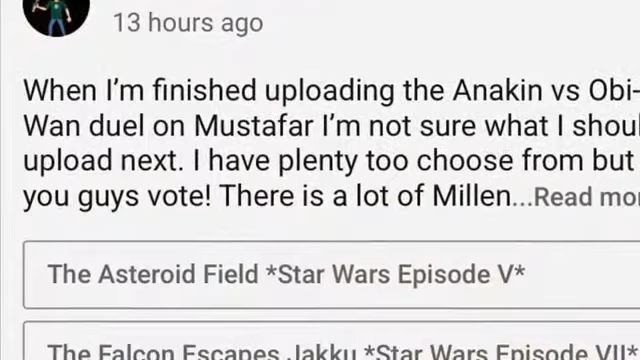 13 hours ago
When I'm finished uploading the Anakin vs Obi-
Wan duel on Mustafar I'm not sure what I shou
upload next. I have plenty too choose from but
you guys vote! There is a lot of Millen...Read mo
The Asteroid Field *Star Wars Episode V*
The Falcon Escapes Jakku *Star Wars Episode VII*